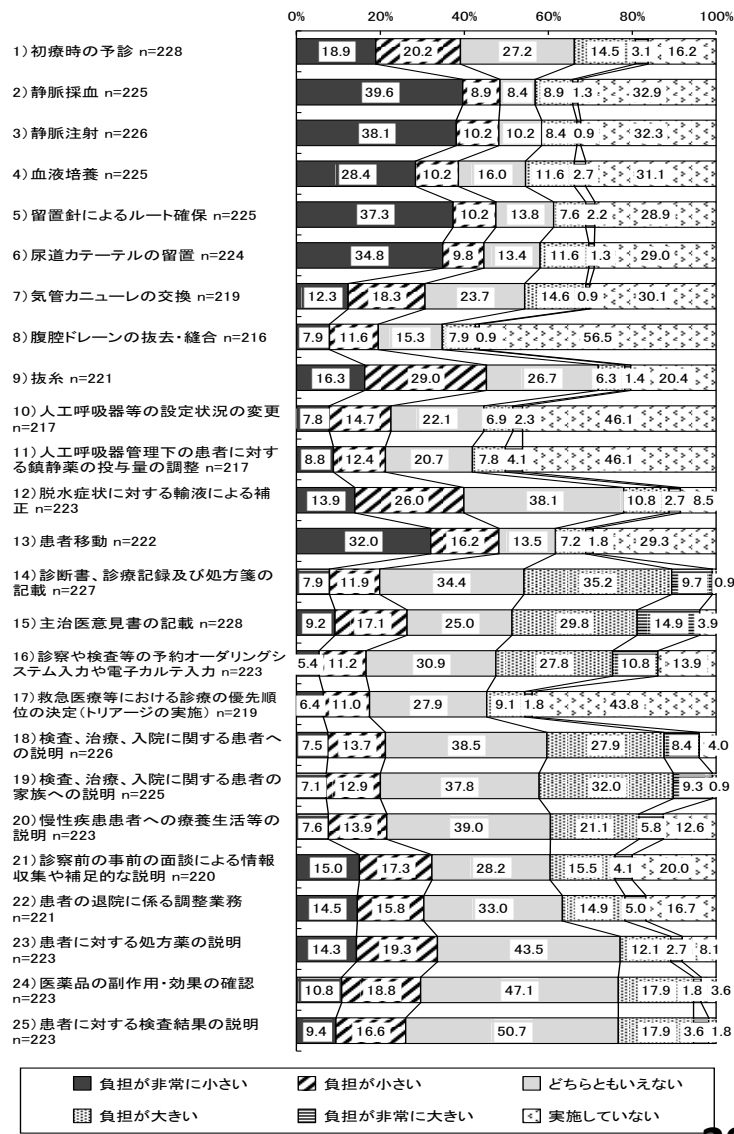 0% 20% 40% 60% 80% 100%
1)初療時の予診 n=228
18.9 20.2 27.2 14.5 3.1 16.2
2)静脈採血 n=225
39.6 8.9 8.4 8.9 1.3 32.9
3)静脈注射 n=226
38.1 10.2 10.2 8.4 0.9 32.3
4)血液培養 n=225
28.4 10.2 16.0 11.6 2.7 31.1
5)留置針によるルート確保 n=225
37.3 10.2 13.8 7.6 2.2 28.9
6)尿道カテーテルの留置 n=224
34.8 9.8 13.4 11.6 1.3 29.0
7)気管カニューレの交換 n=219
12.3 18.3 23.7 14.6 0.9 30.1
8)腹腔ドレーンの抜去・縫合 n=216
7.9 11.6 15.3 7.9 0.9 56.5
9)抜糸 n=221
16.3 29.0 26.7 6.3 1.4 20.4
10)人工呼吸器等の設定状況の変更
n=217
7.8 14.7 22.1 6.9 2.3 46.1
11)人工呼吸器管理下の患者に対す
る鎮静薬の投与量の調整 n=217
8.8 12.4 20.7 7.8 4.1 46.1
12)脱水症状に対する輸液による補
正 n=223
13.9 26.0 38.1 10.8 2.7 8.5
13)患者移動 n=222
32.0 16.2 13.5 7.2 1.8 29.3
14)診断書、診療記録及び処方箋の
記載 n=227
7.9 11.9 34.4 35.2 9.7 0.9
15)主治医意見書の記載 n=228
9.2 17.1 25.0 29.8 14.9 3.9
16)診察や検査等の予約オーダリングシ
ステム入力や電子カルテ入力 n=223
5.4 11.2 30.9 27.8 10.8 13.9
17)救急医療等における診療の優先順
位の決定(トリアージの実施) n=219
6.4 11.0 27.9 9.1 1.8 43.8
18)検査、治療、入院に関する患者へ
の説明 n=226
7.5 13.7 38.5 27.9 8.4 4.0
19)検査、治療、入院に関する患者の
家族への説明 n=225
7.1 12.9 37.8 32.0 9.3 0.9
20)慢性疾患患者への療養生活等の
説明 n=223
7.6 13.9 39.0 21.1 5.8 12.6
21)診察前の事前の面談による情報
収集や補足的な説明 n=220
15.0 17.3 28.2 15.5 4.1 20.0
22)患者の退院に係る調整業務
n=221
14.5 15.8 33.0 14.9 5.0 16.7
23)患者に対する処方薬の説明
n=223
14.3 19.3 43.5 12.1 2.7 8.1
24)医薬品の副作用・効果の確認
n=223
10.8 18.8 47.1 17.9 1.8 3.6
25)患者に対する検査結果の説明
n=223
9.4 16.6 50.7 17.9 3.6 1.8
負担が非常に小さい 負担が小さい どちらともいえない
負担が大きい 負担が非常に大きい 実施していない